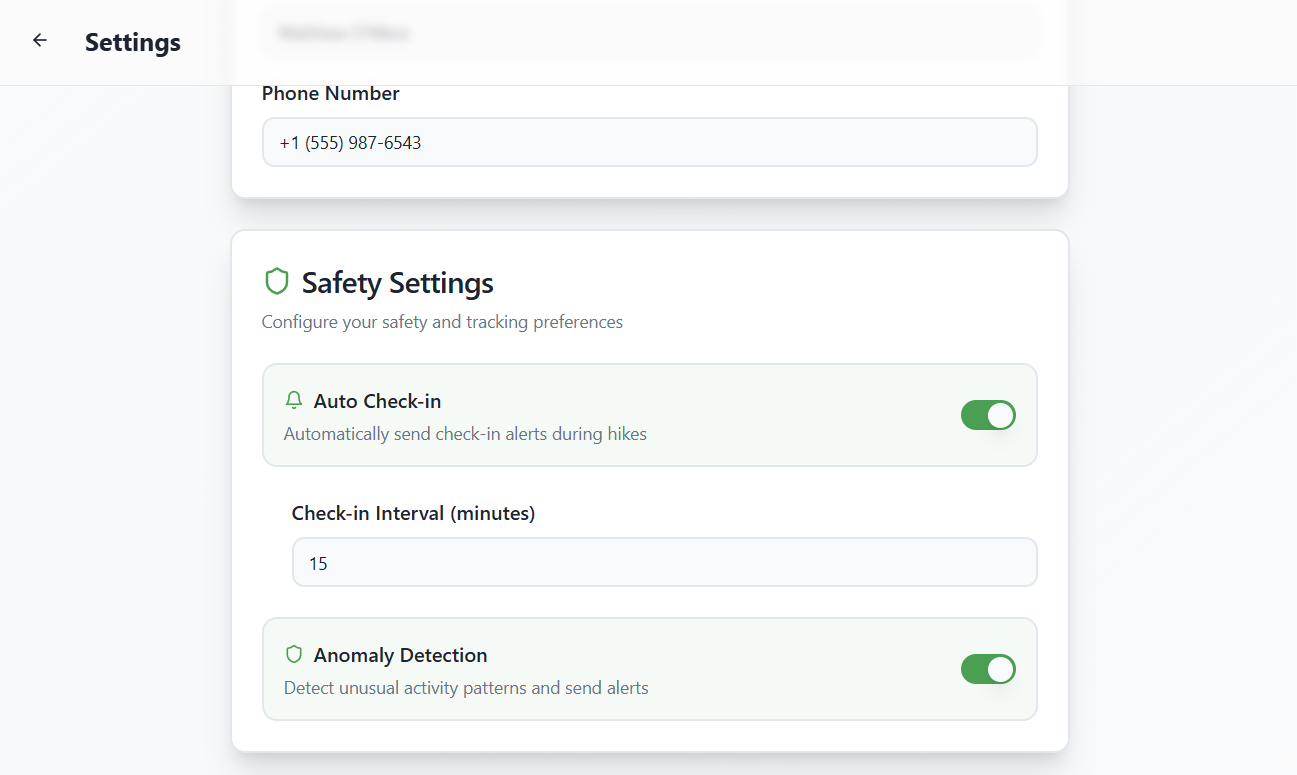 Settings
Phone Number
+1 (555) 987-6543
Safety Settings
Configure your safety and tracking preferences
Auto Check-in
Automatically send check-in alerts during hikes
Check-in Interval (minutes)
15
Anomaly Detection
Detect unusual activity patterns and send alerts